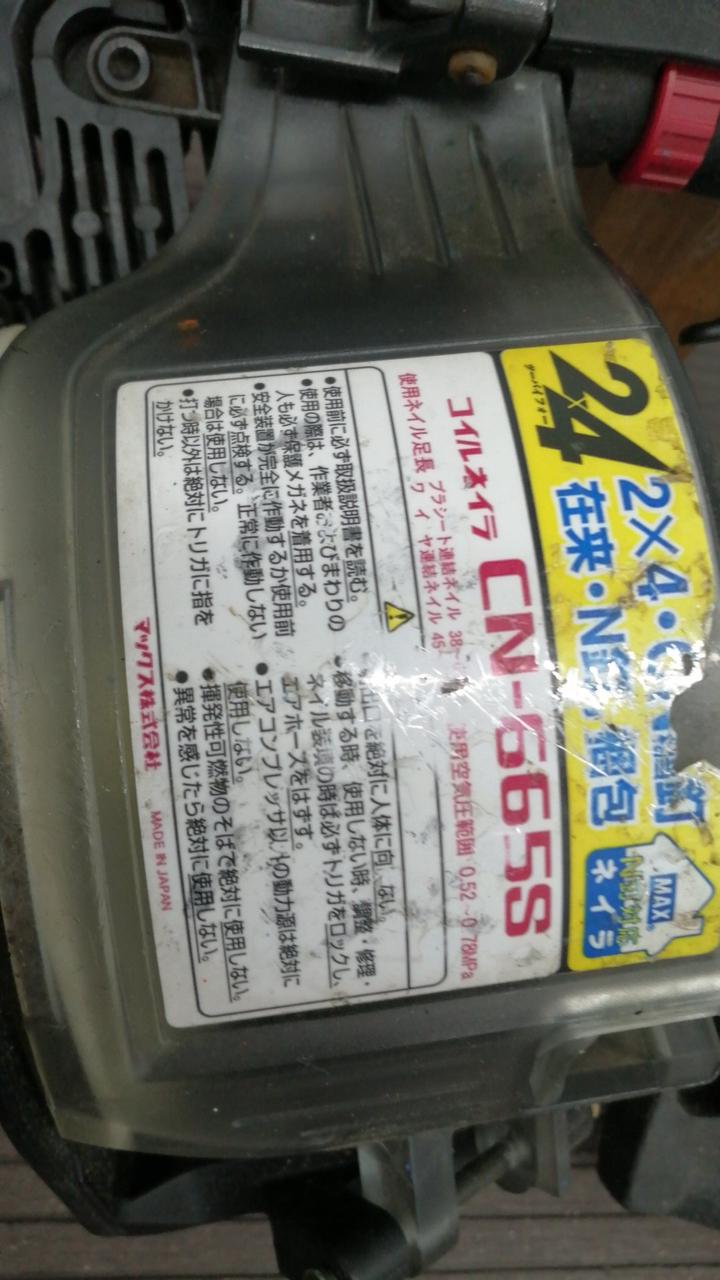 24
ツーバイフォー
2×4・
在来・N釘・梱包
MAX
ネイラ
コイルネイラ CN-665S
使用ネイル足長 プラシート連結ネイル 38~
ワイヤ連結ネイル 45
使用空気圧範囲 0.52~0.78MPa
●使用前に必ず取扱説明書を読む。
●使用の際は、作業者およびまわりの
人も必ず保護メガネを着用する。
●安全装置が完全に作動するか使用前
に必ず点検する。正常に作動しない
場合は使用しない。
●打つ時以外は絶対にトリガに指を
かけない。
を絶対に人体に向 ない。
●移動する時、使用しない時、調整・修理・
ネイル装填の時は必ずトリガをロックし、
エアホースをはずす。
●エアコンプレッサ以外の動力源は絶対に
使用しない。
●揮発性可燃物のそばで絶対に使用しない。
●異常を感じたら絶対に使用しない。
マックス株式会社 MADE IN JAPAN